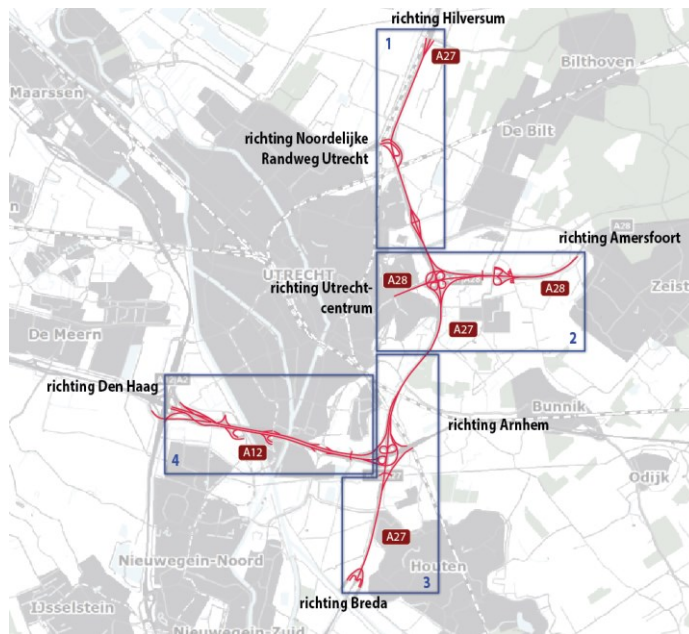 richting Hilversum
1
A27
Bilthoven
Maarssen
richting Noordelijke
Randweg Utrecht
De Bilt
richting Amersfoort
UTRECHT
richting Utrecht-
centrum
A28
A28
Zeist
A27
De Meern
2
richting Den Haag
Bunnik
richting Arnhem
A12
4
Odijk
A27
Nieuwegein-Noord
Houten
3
richting Breda
IJsselstein
Nieuwegein-Zuid